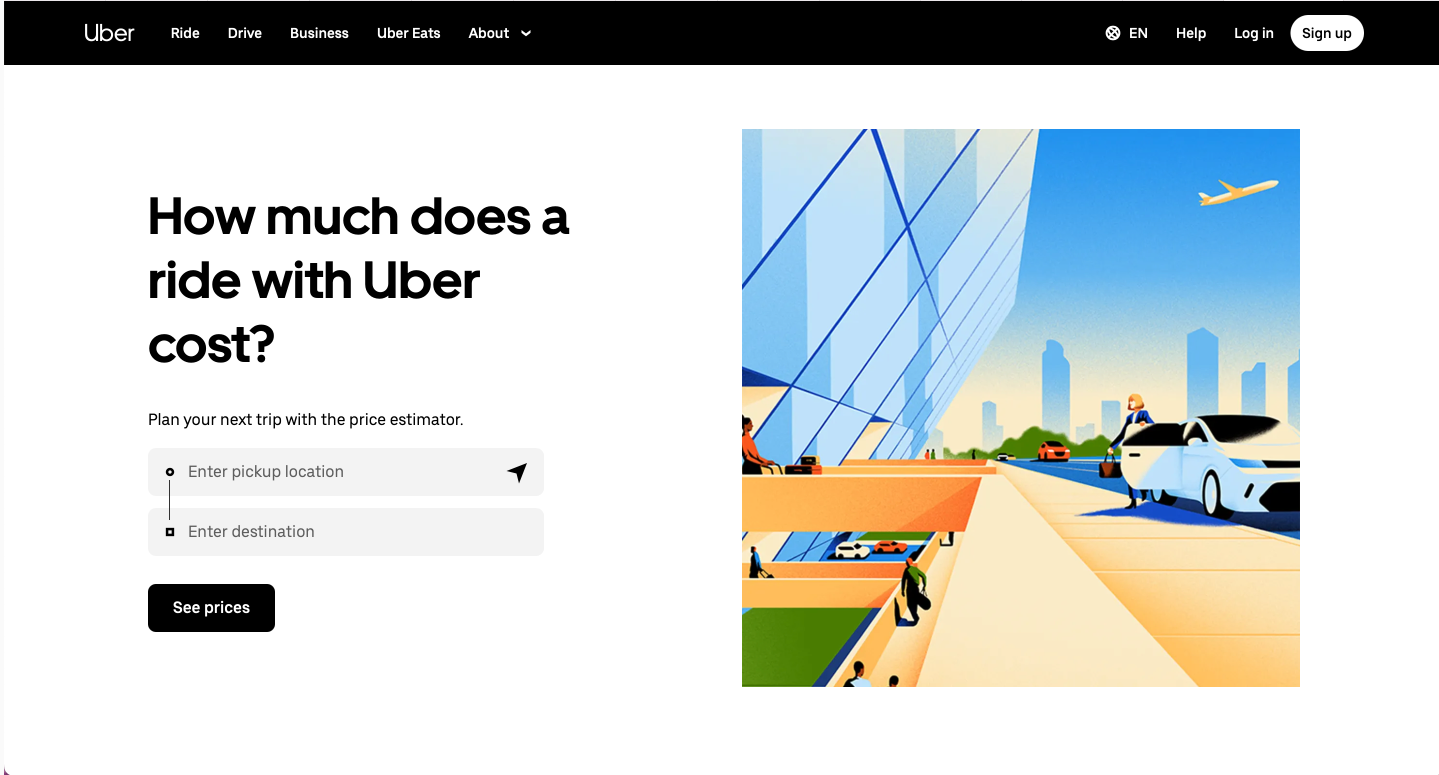 Uber Ride Drive Business Uber Eats About EN Help Log in Sign up
How much does a
ride with Uber
cost?
Plan your next trip with the price estimator.
Enter pickup location
Enter destination
See prices